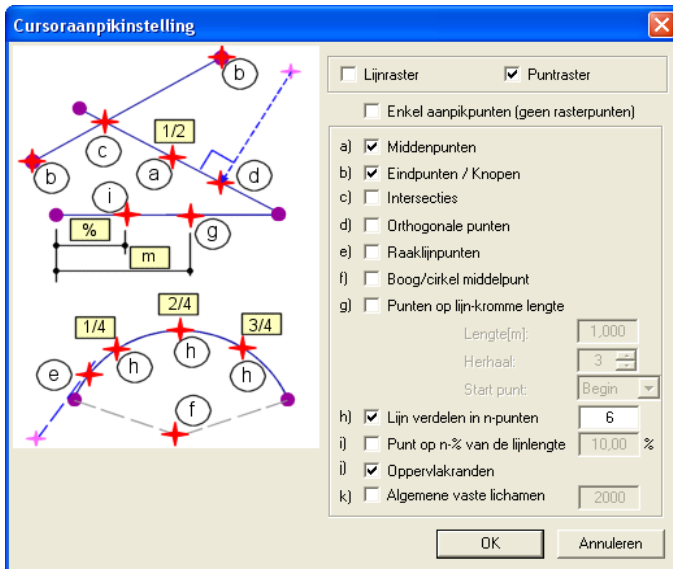 Cursoraanpikinstelling
b
1/2
c
a
b
d
i
g
%
m
2/4
1/4
3/4
h
h
h
e
f
Lijnraster
Puntraster
Enkel aanpikpunten (geen rasterpunten)
a) Middenpunten
b) Eindpunten / Knopen
c) Intersecties
d) Orthogonale punten
e) Raaklijnpunten
f) Boog/cirkel middelpunt
g) Punten op lijn-kromme lengte
Lengte[m]: 1,000
Herhaal: 3
Start punt: Begin
h) Lijn verdelen in n-punten 6
i) Punt op n-% van de lijnlengte 10,00 %
j) Oppervlakranden
k) Algemene vaste lichamen 2000
OK Annuleren